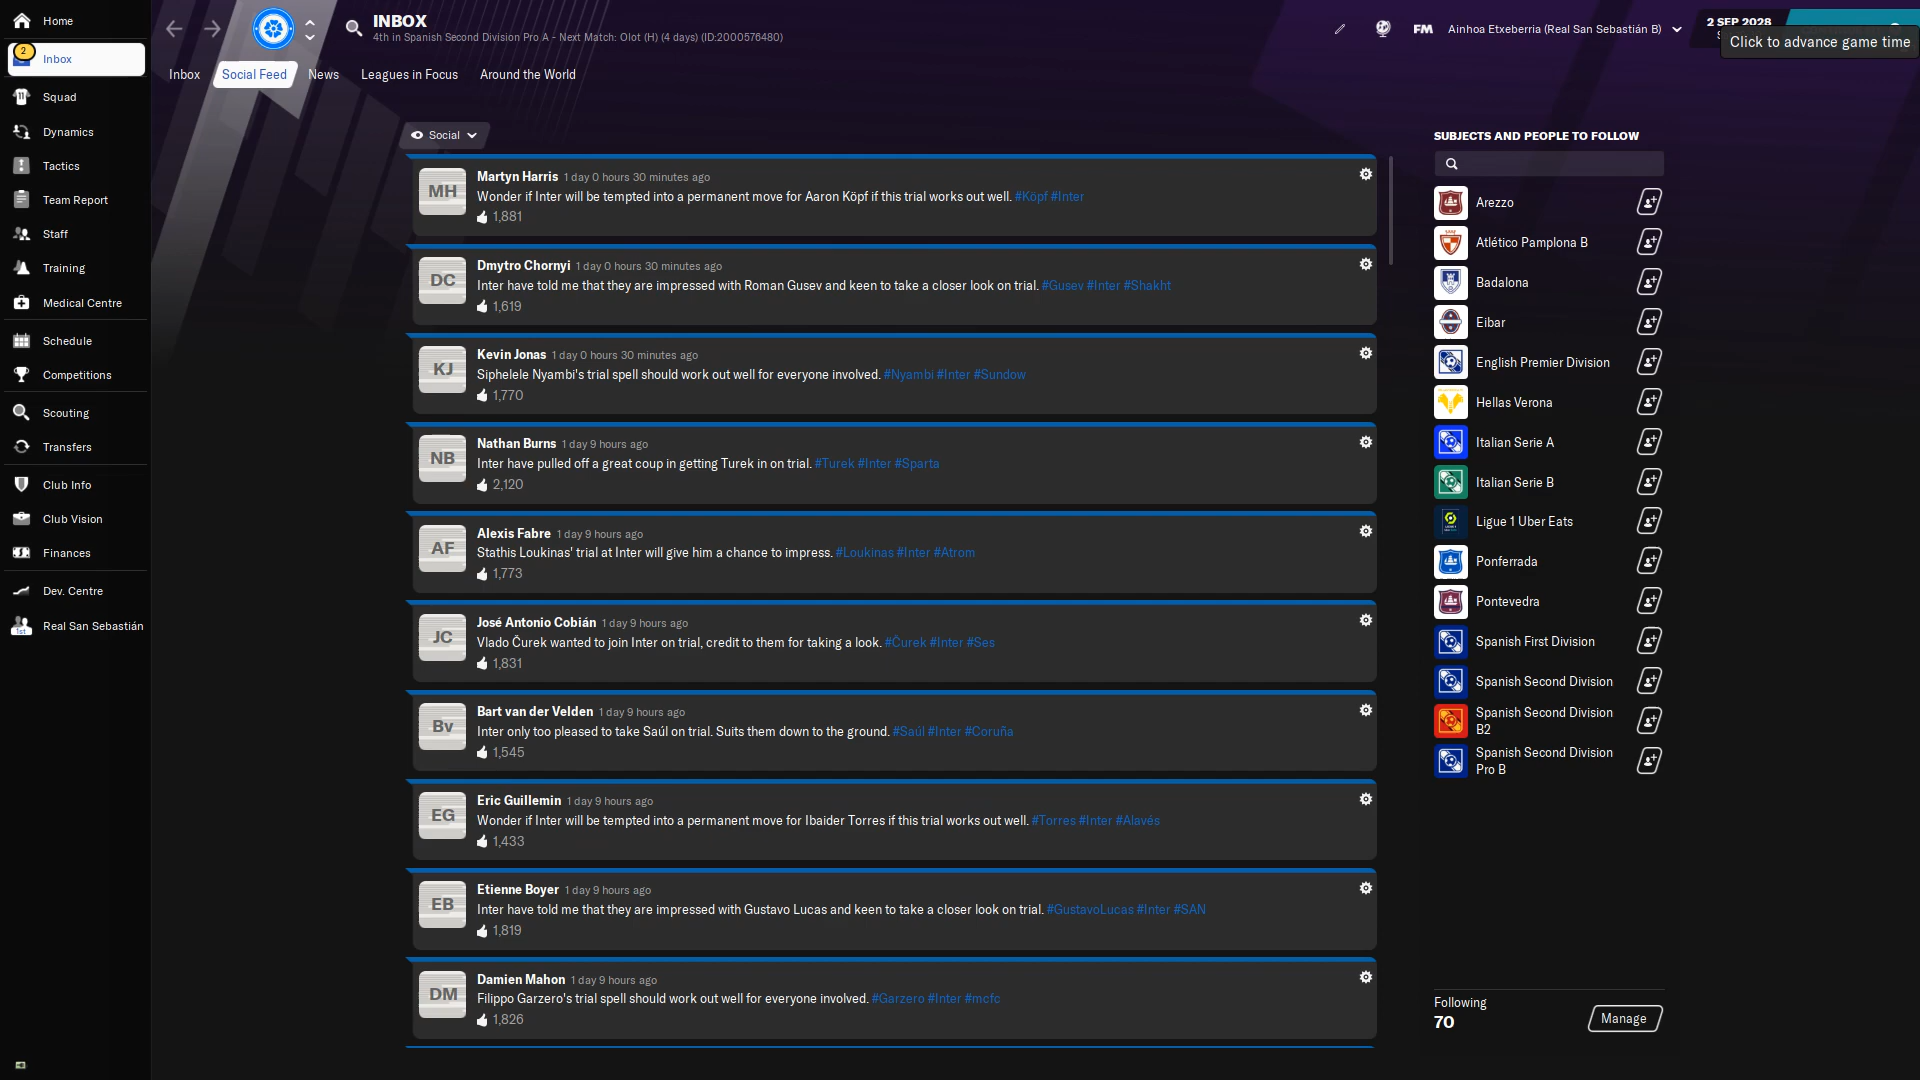 Home
2
Inbox
Squad
Dynamics
Tactics
Team Report
Staff
Training
Medical Centre
Schedule
Competitions
Scouting
Transfers
Club Info
Club Vision
Finances
Dev. Centre
1st
Real San Sebastián
INBOX
4th in Spanish Second Division Pro A - Next Match: Olot (H) (4 days) (ID:2000576480)
FM
Ainhoa Etxeberria (Real San Sebastián B)
2 SEP 2028
Click to advance game time
Inbox
Social Feed
News
Leagues in Focus
Around the World
Social
MH
Martyn Harris 1 day 0 hours 30 minutes ago
Wonder if Inter will be tempted into a permanent move for Aaron Köpf if this trial works out well. #Köpf #Inter
1,881
DC
Dmytro Chornyi 1 day 0 hours 30 minutes ago
Inter have told me that they are impressed with Roman Gusev and keen to take a closer look on trial. #Gusev #Inter #Shakht
1,619
KJ
Kevin Jonas 1 day 0 hours 30 minutes ago
Siphelele Nyambi's trial spell should work out well for everyone involved. #Nyambi #Inter #Sundow
1,770
NB
Nathan Burns 1 day 9 hours ago
Inter have pulled off a great coup in getting Turek in on trial. #Turek #Inter #Sparta
2,120
AF
Alexis Fabre 1 day 9 hours ago
Stathis Loukinas' trial at Inter will give him a chance to impress. #Loukinas #Inter #Atrom
1,773
JC
José Antonio Cobián 1 day 9 hours ago
Vlado Čurek wanted to join Inter on trial, credit to them for taking a look. #Čurek #Inter #Ses
1,831
Bv
Bart van der Velden 1 day 9 hours ago
Inter only too pleased to take Saúl on trial. Suits them down to the ground. #Saúl #Inter #Coruña
1,545
EG
Eric Guillemin 1 day 9 hours ago
Wonder if Inter will be tempted into a permanent move for Ibaider Torres if this trial works out well. #Torres #Inter #Alavés
1,433
EB
Etienne Boyer 1 day 9 hours ago
Inter have told me that they are impressed with Gustavo Lucas and keen to take a closer look on trial. #GustavoLucas #Inter #SAN
1,819
DM
Damien Mahon 1 day 9 hours ago
Filippo Garzero's trial spell should work out well for everyone involved. #Garzero #Inter #mcfc
1,826
SUBJECTS AND PEOPLE TO FOLLOW
Arezzo
Atlético Pamplona B
Badalona
Eibar
English Premier Division
Hellas Verona
Italian Serie A
Italian Serie B
Ligue 1 Uber Eats
Ponferrada
Pontevedra
Spanish First Division
Spanish Second Division
Spanish Second Division
B2
Spanish Second Division
Pro B
Following
70
Manage